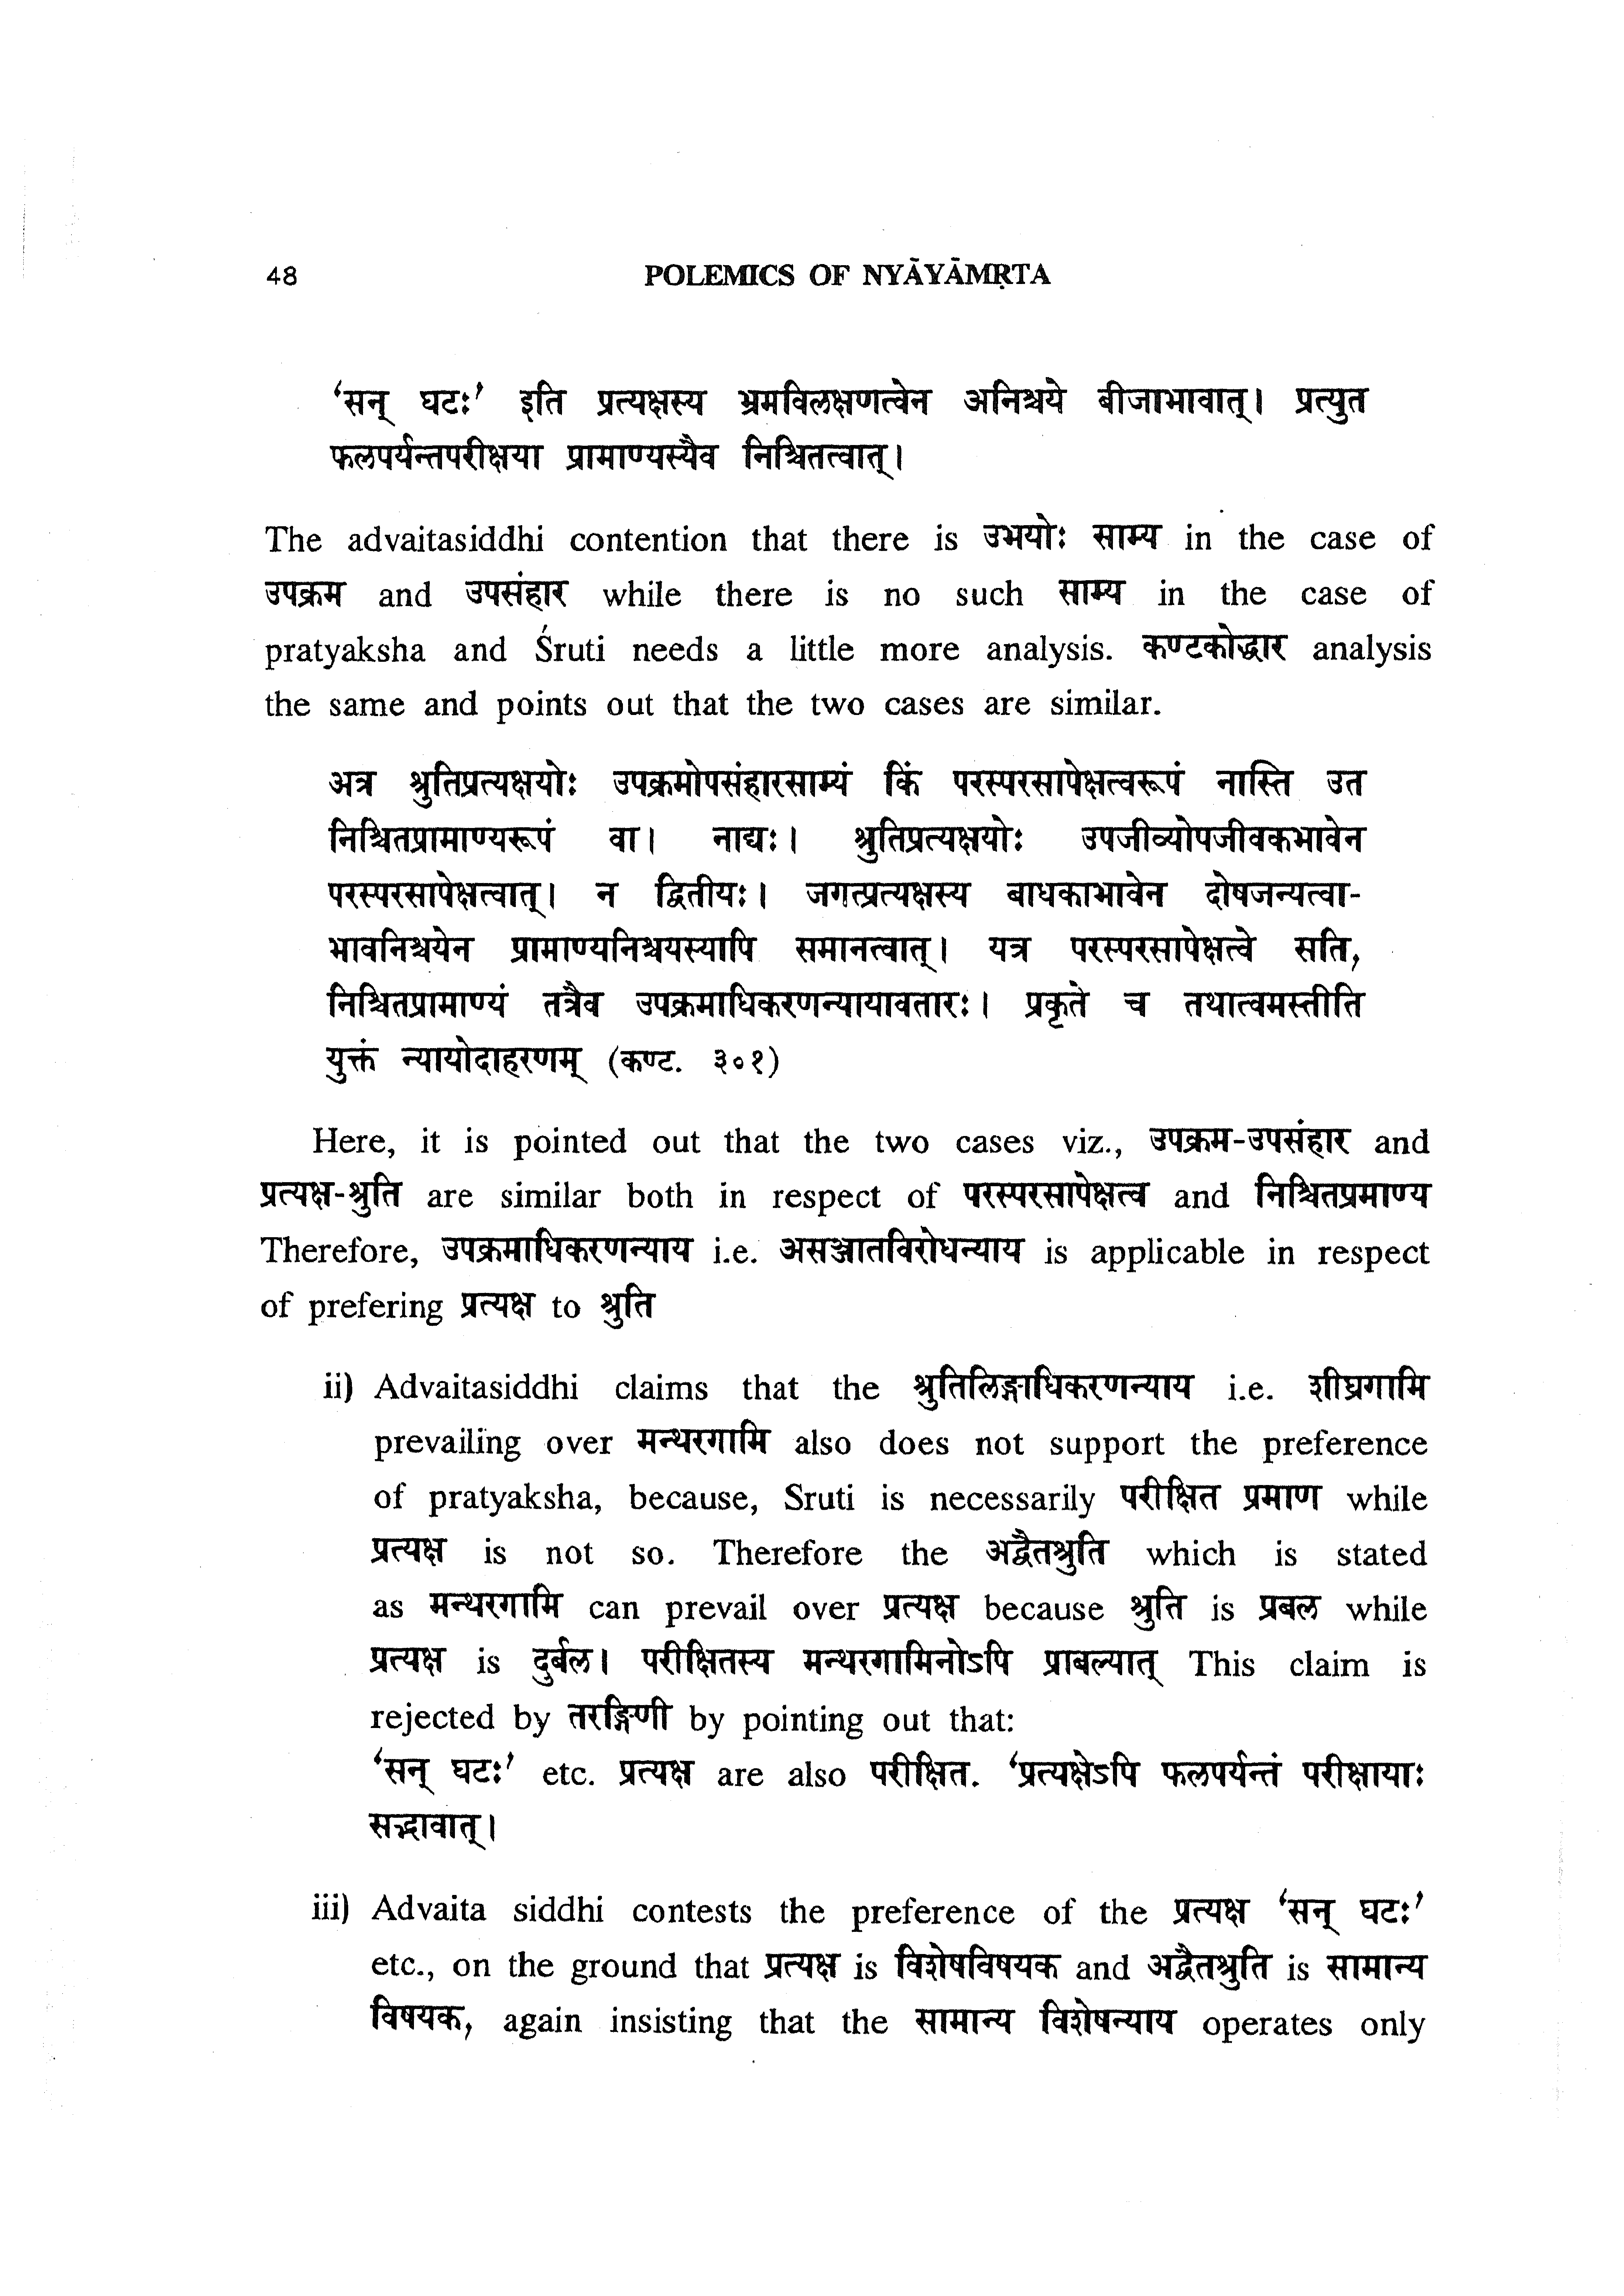 48 POLEMICS OF NYĀYĀMṚTA
‘सन् घटः’ इति प्रत्यक्षस्य भ्रमविलक्षणत्वेन अनिश्चये बीजाभावात्। प्रत्युत
फलपर्यन्तपरीक्षया प्रामाण्यस्यैव निश्चितत्वात्।
The advaitasiddhi contention that there is उभयोः साम्य in the case of
उपक्रम and उपसंहार while there is no such साम्य in the case of
pratyaksha and Śruti needs a little more analysis. कण्टकोद्धार analysis
the same and points out that the two cases are similar.
अत्र श्रुतिप्रत्यक्षयोः उपक्रमोपसंहारसाम्यं किं परस्परसापेक्षत्वरूपं नास्ति उत
निश्चितप्रामाण्यरूपं वा। नाद्यः। श्रुतिप्रत्यक्षयोः उपजीव्योपजीवकभावेन
परस्परसापेक्षत्वात्। न द्वितीयः। जगत्प्रत्यक्षस्य बाधकाभावेन दोषजन्यत्वा-
भावनिश्चयेन प्रामाण्यनिश्चयस्यापि समानत्वात्। यत्र परस्परसापेक्षत्वे सति,
निश्चितप्रामाण्यं तत्रैव उपक्रमाधिकरणन्यायावतारः। प्रकृते च तथात्वमस्तीति
युक्तं न्यायोदाहरणम् (कण्ट. ३०१)
Here, it is pointed out that the two cases viz., उपक्रम-उपसंहार and
प्रत्यक्ष-श्रुति are similar both in respect of परस्परसापेक्षत्व and निश्चितप्रमाण्य
Therefore, उपक्रमाधिकरणन्याय i.e. असञ्जातविरोधन्याय is applicable in respect
of prefering प्रत्यक्ष to श्रुति
ii) Advaitasiddhi claims that the श्रुतिलिङ्गाधिकरणन्याय i.e. शीघ्रगामि
prevailing over मन्थरगामि also does not support the preference
of pratyaksha, because, Sruti is necessarily परीक्षित प्रमाण while
प्रत्यक्ष is not so. Therefore the अद्वैतश्रुति which is stated
as मन्थरगामि can prevail over प्रत्यक्ष because श्रुति is प्रबल while
प्रत्यक्ष is दुर्बल। परीक्षितस्य मन्थरगामिनोऽपि प्राबल्यात् This claim is
rejected by तरङ्गिणी by pointing out that:
‘सन् घटः’ etc. प्रत्यक्ष are also परीक्षित. ‘प्रत्यक्षेऽपि फलपर्यन्तं परीक्षायाः
सद्भावात्।
iii) Advaita siddhi contests the preference of the प्रत्यक्ष ‘सन् घटः’
etc., on the ground that प्रत्यक्ष is विशेषविषयक and अद्वैतश्रुति is सामान्य
विषयक, again insisting that the सामान्य विशेषन्याय operates only